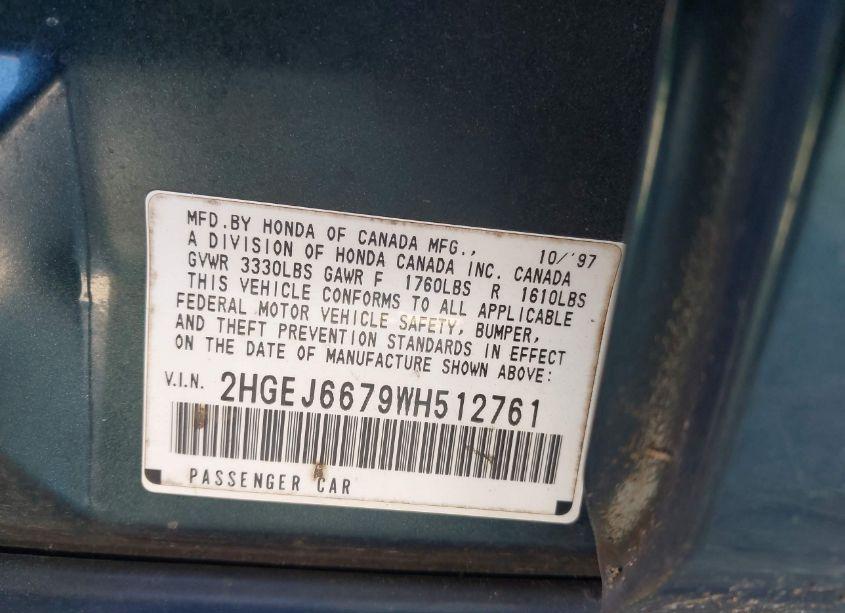 MFD.BY HONDA OF CANADA MFG., 10/'97
A DIVISION OF HONDA CANADA INC. CANADA
GVWR 3330LBS GAWR F 1760LBS R 1610LBS
THIS VEHICLE CONFORMS TO ALL APPLICABLE
FEDERAL MOTOR VEHICLE SAFETY, BUMPER,
AND THEFT PREVENTION STANDARDS IN EFFECT
ON THE DATE OF MANUFACTURE SHOWN ABOVE:
V.I.N. 2HGEJ6679WH512761
PASSENGER CAR